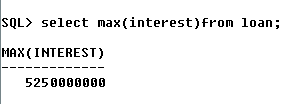 SQL> select max(interest)from loan;
MAX(INTEREST)
-------------
5250000000